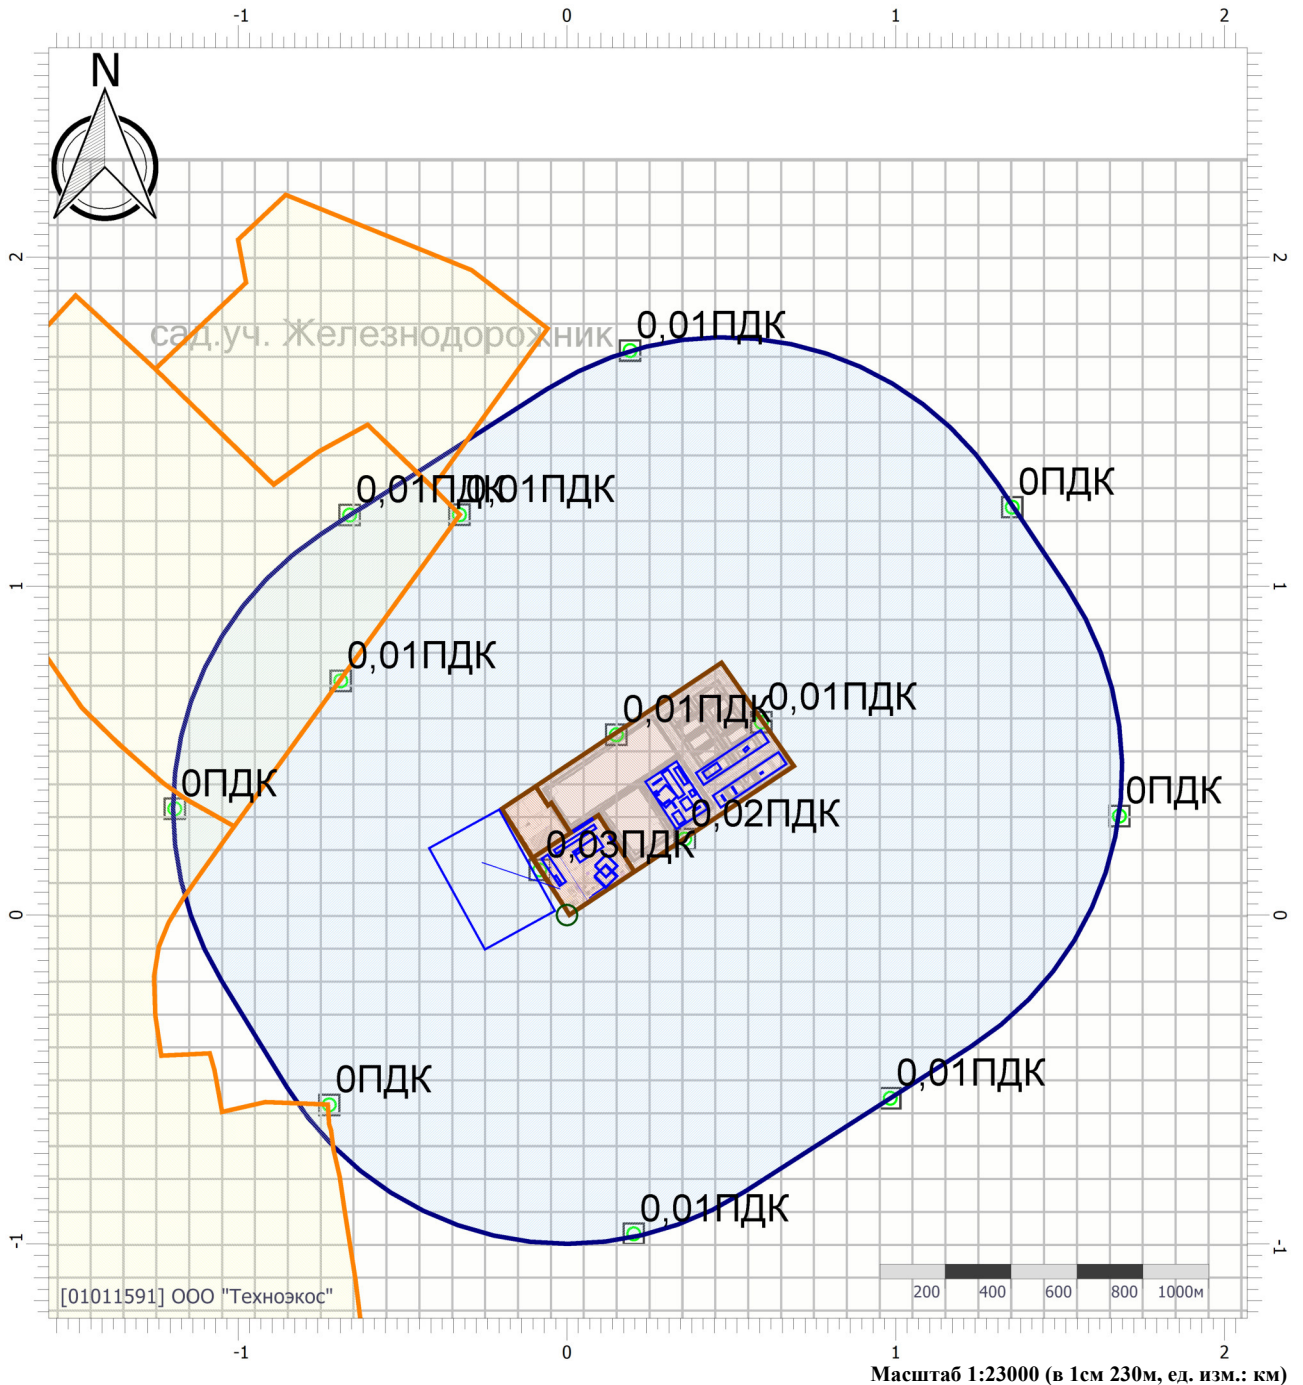 -1 0 1 2
N
2 2
сад.уч. Железнодорожник
0,01ПДК
0,01ПДК 0,01ПДК
0ПДК
1 1
0,01ПДК
0,01ПДК 0,01ПДК
0ПДК 0ПДК
0,02ПДК
0,03ПДК
0 0
0ПДК 0,01ПДК
0,01ПДК
-1 -1
200 400 600 800 1000м
[01011591] ООО "Техноэкос"
-1 0 1 2
Масштаб 1:23000 (в 1см 230м, ед. изм.: км)